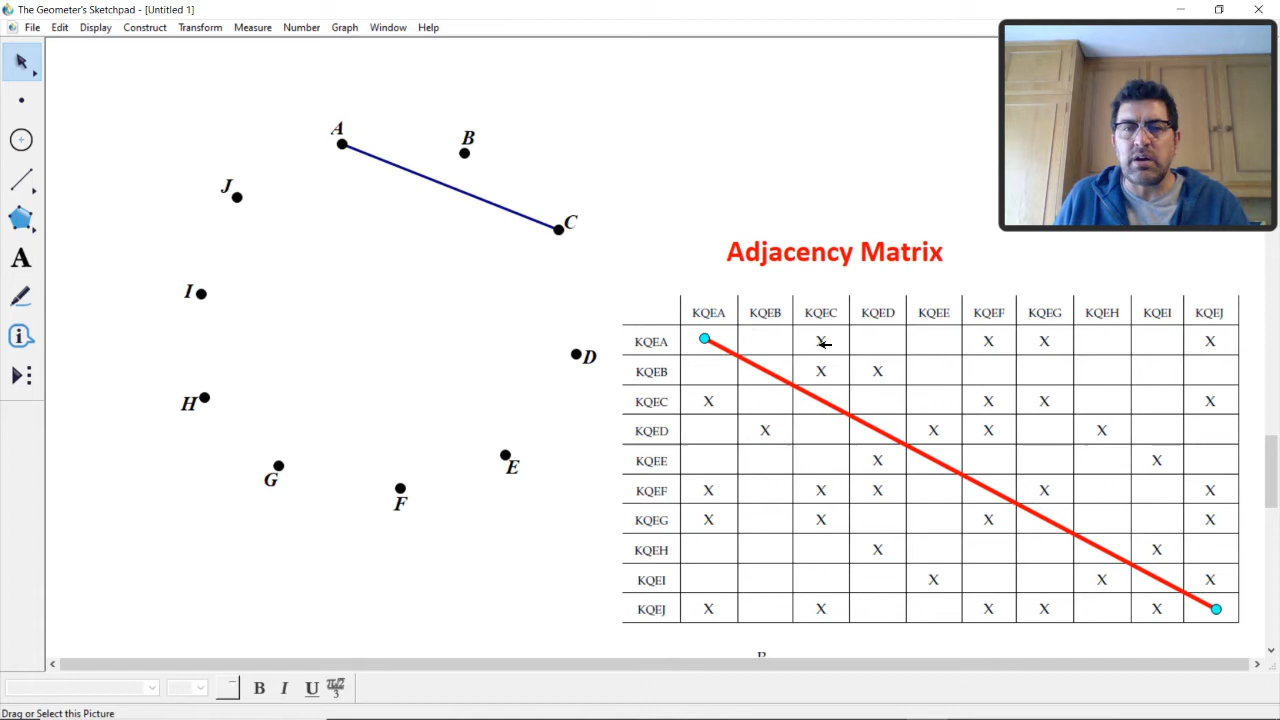 The Geometer's Sketchpad - [Untitled 1]
File Edit Display Construct Transform Measure Number Graph Window Help
A
B
J
C
Adjacency Matrix
I
KQEA KQEB KQEC KQED KQEE KQEF KQEG KQEH KQEI KQEJ
KQEA X X X X
KQEB X X
D
KQEC X X X X
H
KQED X X X X
KQEE X X
E
G
KQEF X X X X X
F
KQEG X X X X
KQEH X X
KQEI X X X
KQEJ X X X X X
B I U
Drag or Select this Picture